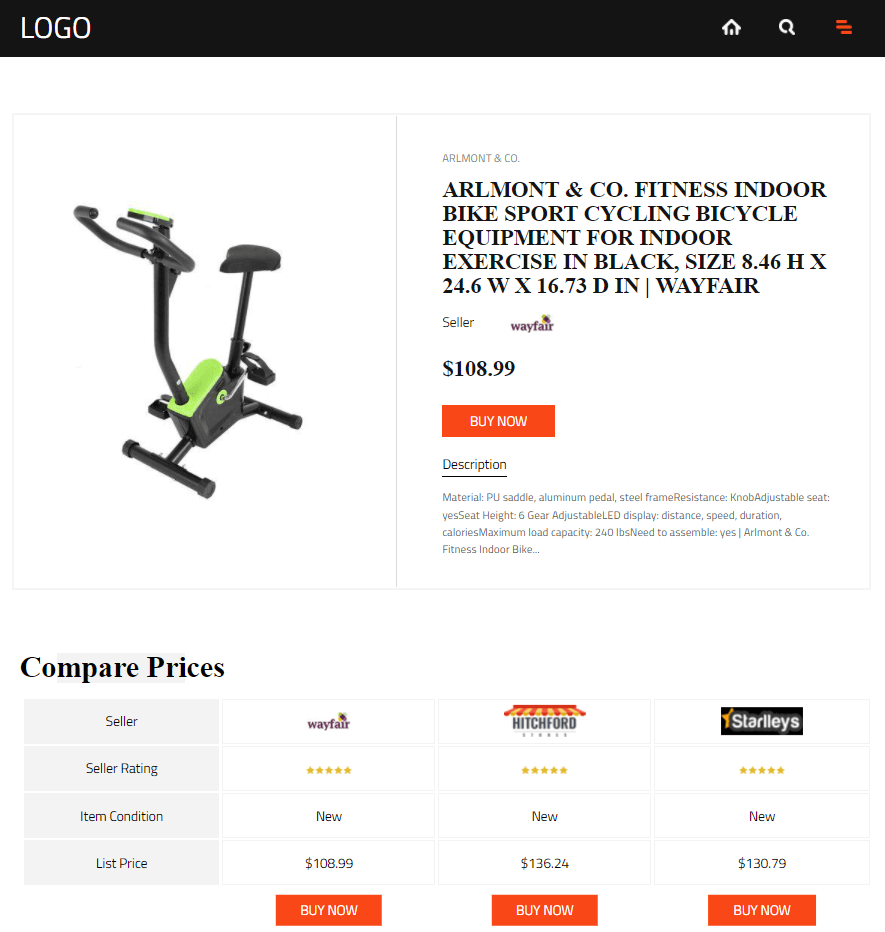 LOGO
ARLMONT & CO.
ARLMONT & CO. FITNESS INDOOR
BIKE SPORT CYCLING BICYCLE
EQUIPMENT FOR INDOOR
EXERCISE IN BLACK, SIZE 8.46 H X
24.6 W X 16.73 D IN | WAYFAIR
Seller wayfair
$108.99
BUY NOW
Description
Material: PU saddle, aluminum pedal, steel frameResistance: KnobAdjustable seat:
yesSeat Height: 6 Gear AdjustableLED display: distance, speed, duration,
caloriesMaximum load capacity: 240 lbsNeed to assemble: yes | Arlmont & Co.
Fitness Indoor Bike...
Compare Prices
Seller wayfair HITCHFORD STORES Starlleys
Seller Rating
Item Condition New New New
List Price $108.99 $136.24 $130.79
BUY NOW BUY NOW BUY NOW